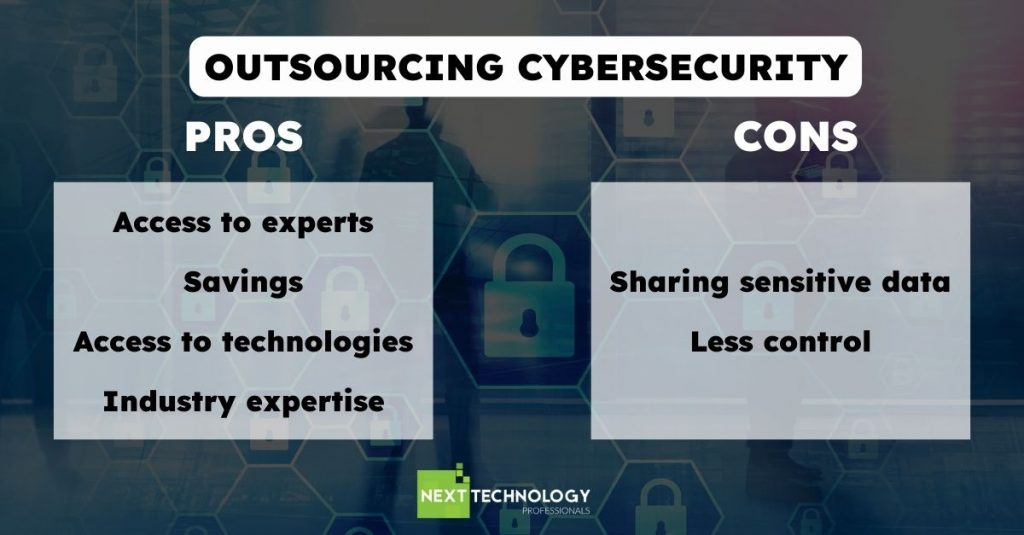 OUTSOURCING CYBERSECURITY
PROS
Access to experts
Savings
Access to technologies
Industry expertise
CONS
Sharing sensitive data
Less control
NEXT TECHNOLOGY
PROFESSIONALS